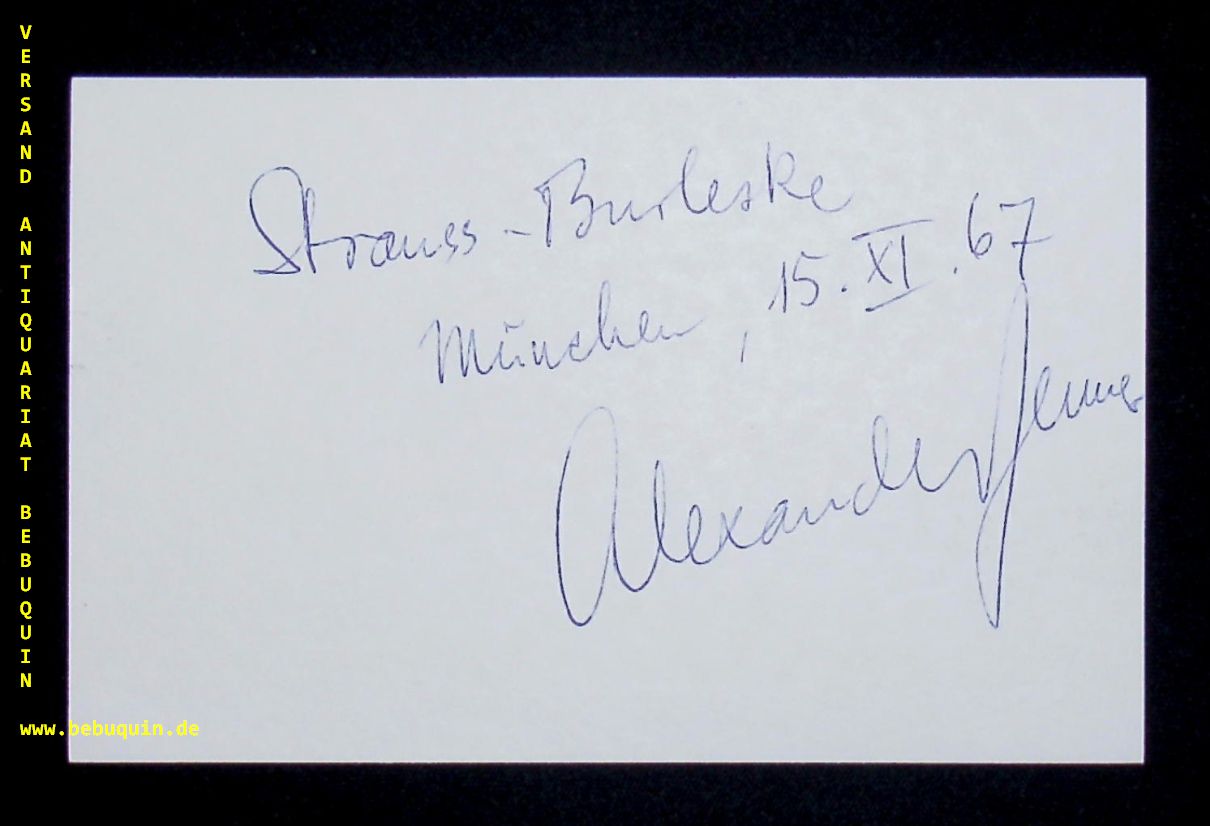 VERSAND ANTIQUARIAT BEBUQUIN
Strauss-Burleske
München, 15.XI.67
Alexander Jenner
www.bebuquin.de